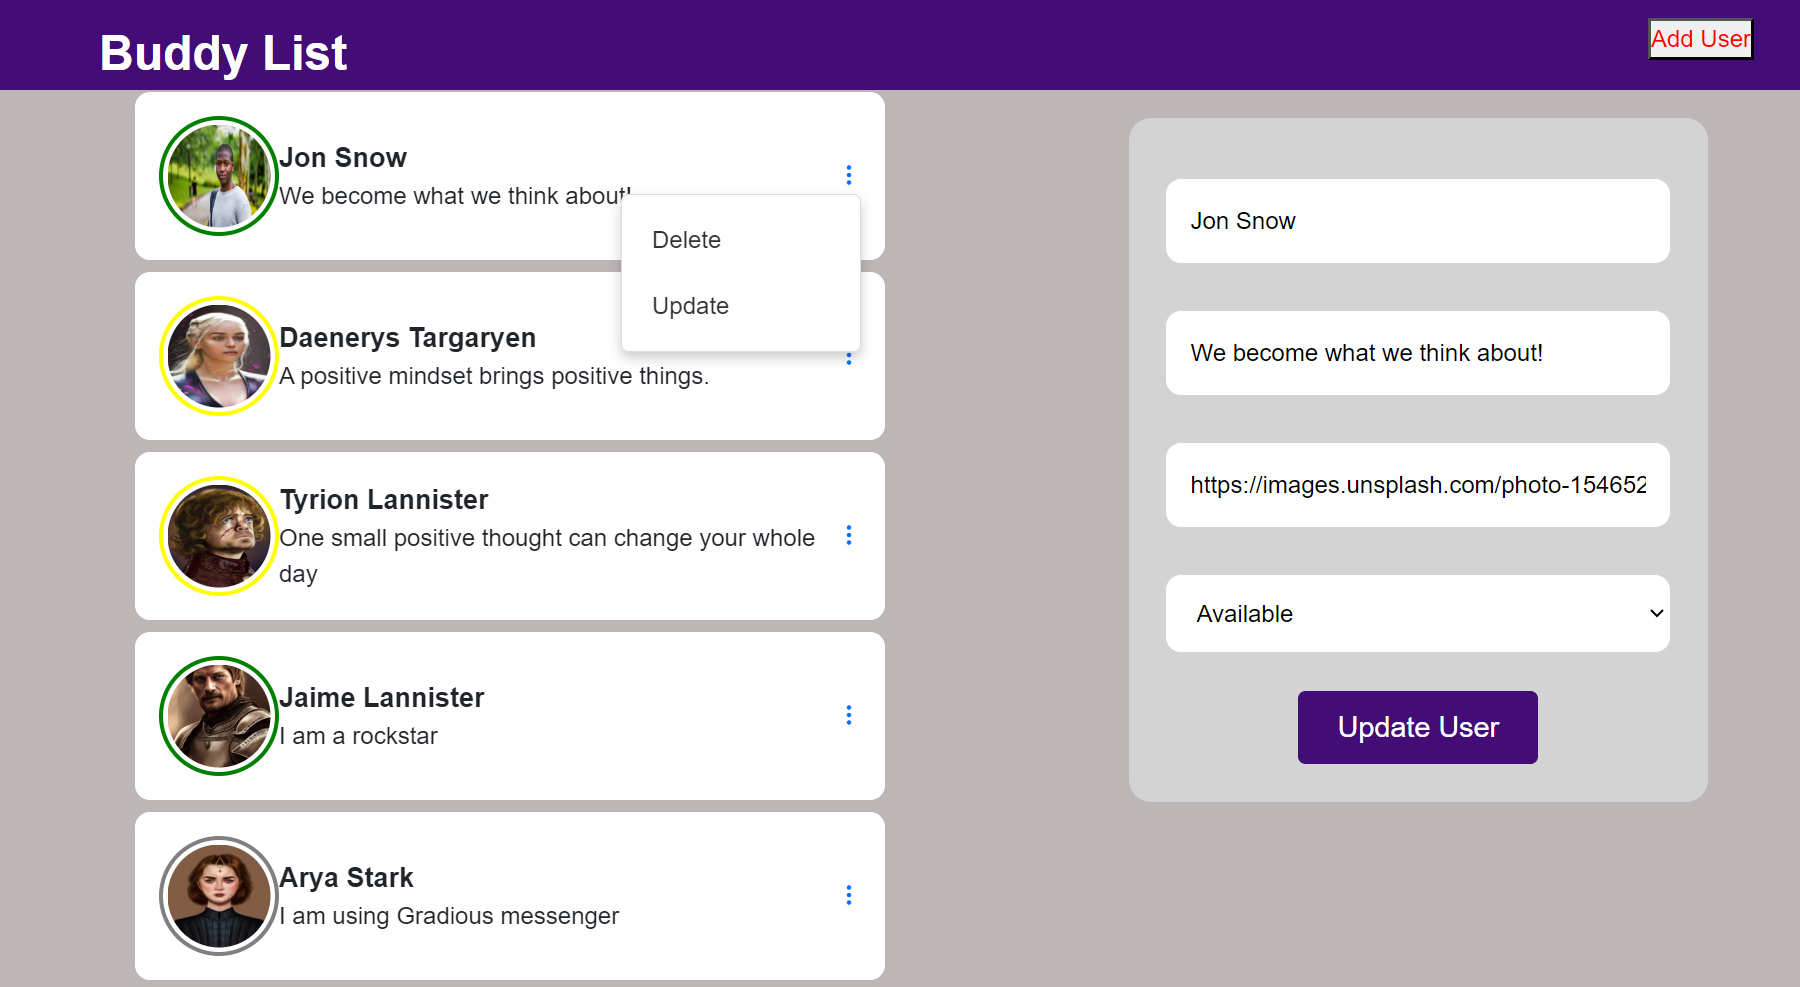 Buddy List
Add User
Jon Snow
We become what we think about!
Delete
Update
Daenerys Targaryen
A positive mindset brings positive things.
Tyrion Lannister
One small positive thought can change your whole
day
Jaime Lannister
I am a rockstar
Arya Stark
I am using Gradious messenger
Jon Snow
We become what we think about!
https://images.unsplash.com/photo-154652
Available
Update User